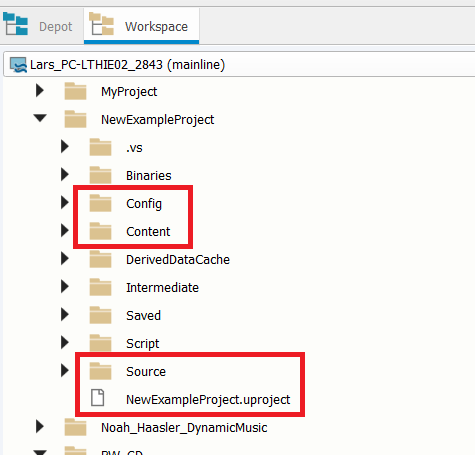 Depot
Workspace
Lars_PC-LTHIE02_2843 (mainline)
MyProject
NewExampleProject
.vs
Binaries
Config
Content
DerivedDataCache
Intermediate
Saved
Script
Source
NewExampleProject.uproject
Noah_Haasler_DynamicMusic